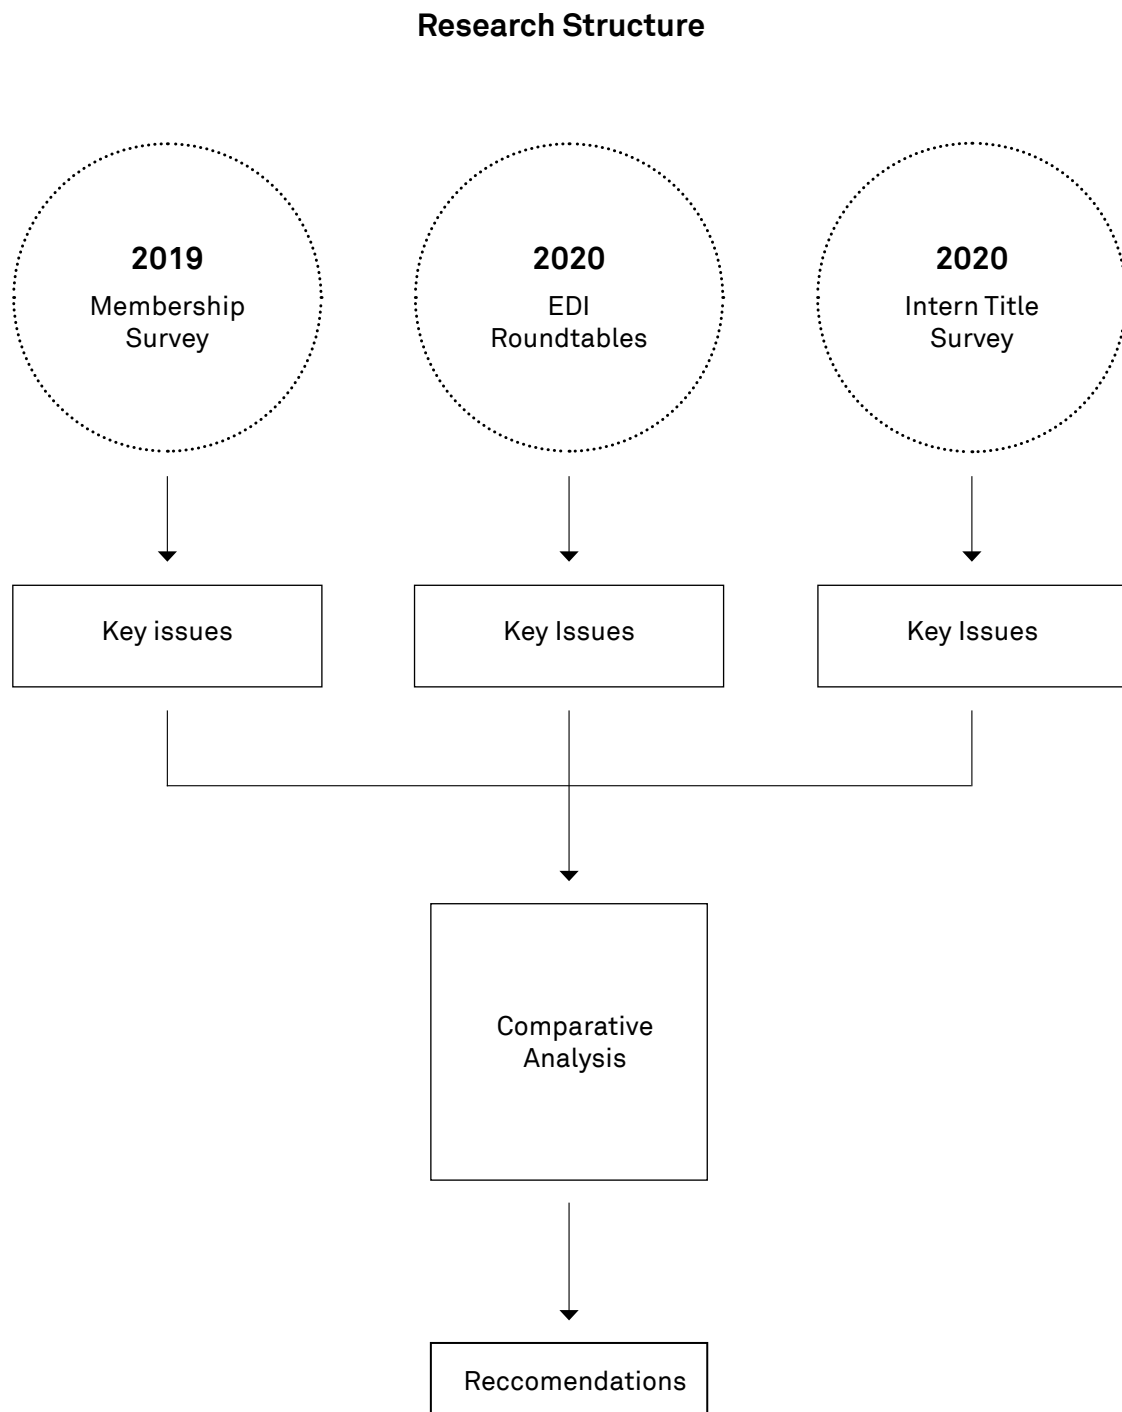 Research Structure
2019
Membership
Survey
2020
EDI
Roundtables
2020
Intern Title
Survey
Key issues
Key Issues
Key Issues
Comparative
Analysis
Reccomendations